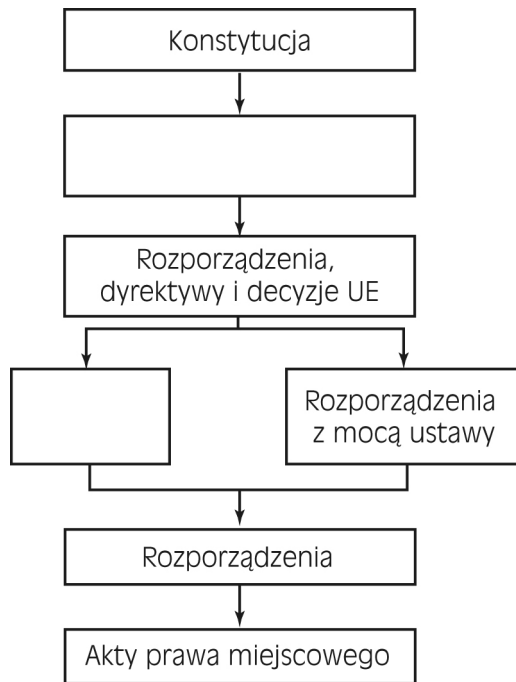 Konstytucja
Rozporządzenia,
dyrektywy i decyzje UE
Rozporządzenia
z mocą ustawy
Rozporządzenia
Akty prawa miejscowego